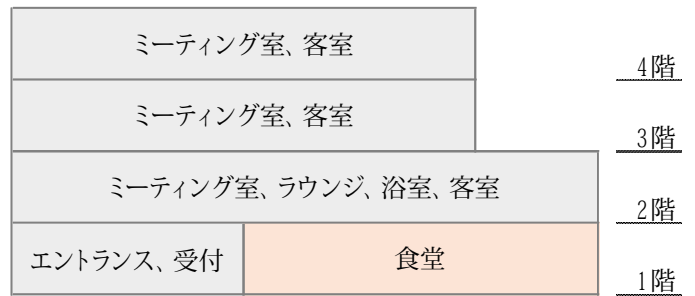 ミーティング室、客室
4階
ミーティング室、客室
3階
ミーティング室、ラウンジ、浴室、客室
2階
エントランス、受付
食堂
1階